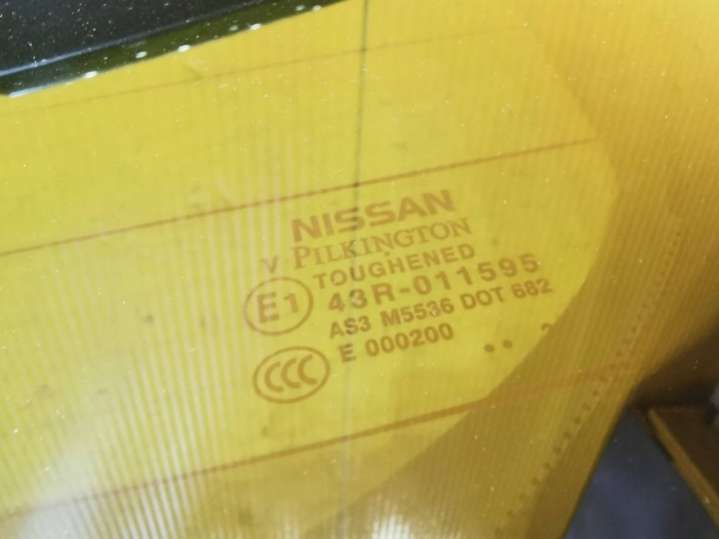 NISSAN
V PILKINGTON
TOUGHENED
E1 43R-011595
AS3 M5536 DOT 682
E 000200
CCC